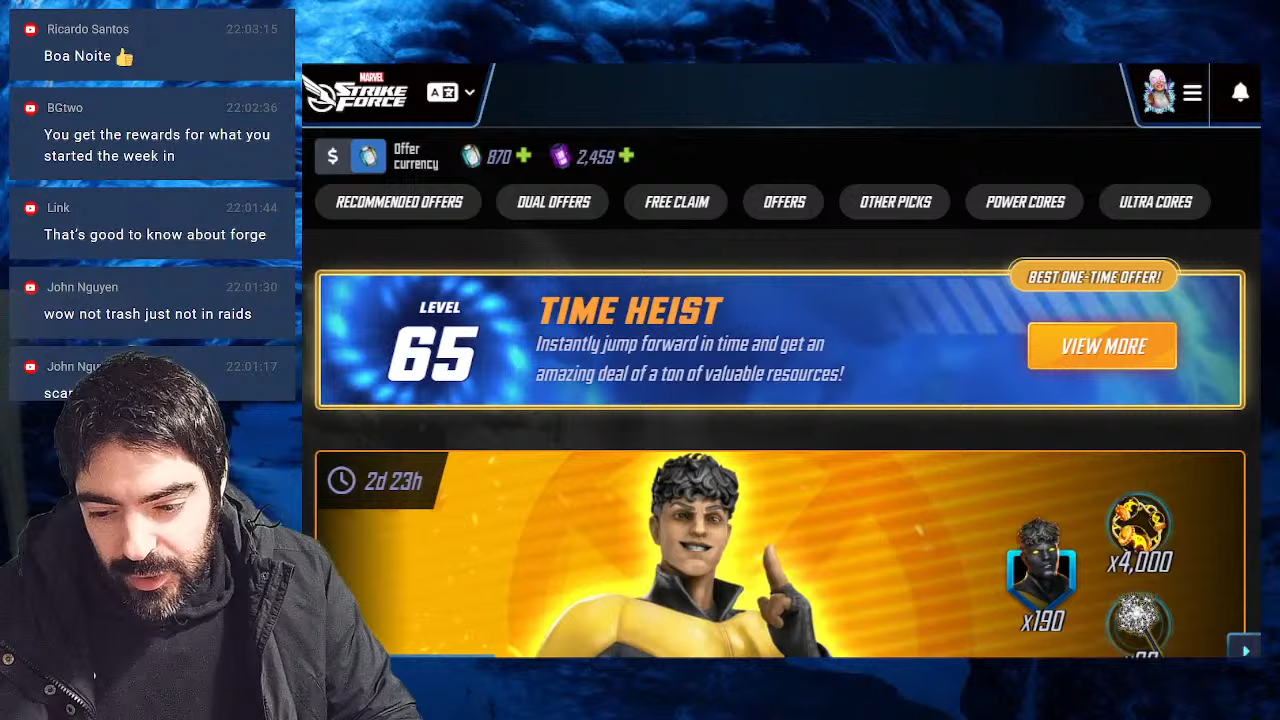 Ricardo Santos 22:03:15
Boa Noite 👍
BGtwo 22:02:36
You get the rewards for what you
started the week in
Link 22:01:44
That's good to know about forge
John Nguyen 22:01:30
wow not trash just not in raids
John Ngu 22:01:17
scar
MARVEL
STRIKE
FORCE
$
Offer
currency
870
2,459
RECOMMENDED OFFERS
DUAL OFFERS
FREE CLAIM
OFFERS
OTHER PICKS
POWER CORES
ULTRA CORES
BEST ONE-TIME OFFER!
LEVEL
65
TIME HEIST
Instantly jump forward in time and get an
amazing deal of a ton of valuable resources!
VIEW MORE
2d 23h
x4,000
x190